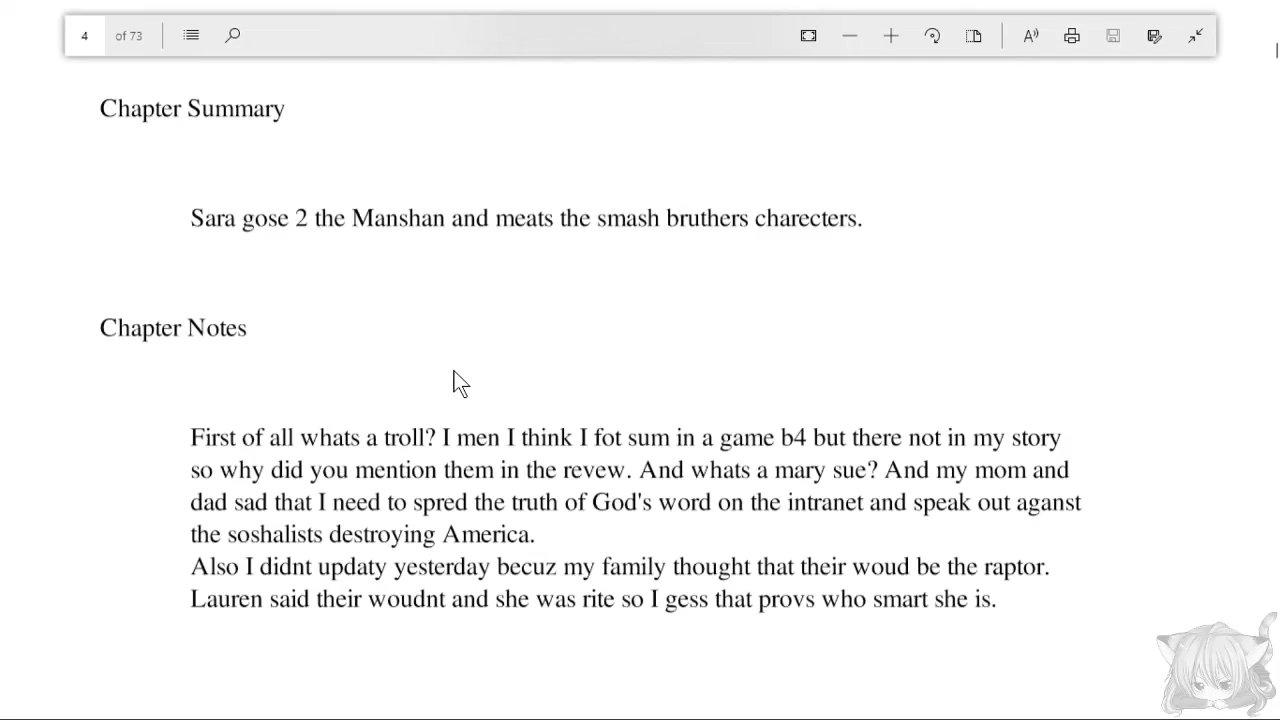 4 of 73
Chapter Summary
Sara gose 2 the Manshan and meats the smash bruthers charecters.
Chapter Notes
First of all whats a troll? I men I think I fot sum in a game b4 but there not in my story
so why did you mention them in the revew. And whats a mary sue? And my mom and
dad sad that I need to spred the truth of God's word on the intranet and speak out aganst
the soshalists destroying America.
Also I didnt updaty yesterday becuz my family thought that their woud be the raptor.
Lauren said their woudnt and she was rite so I gess that provs who smart she is.